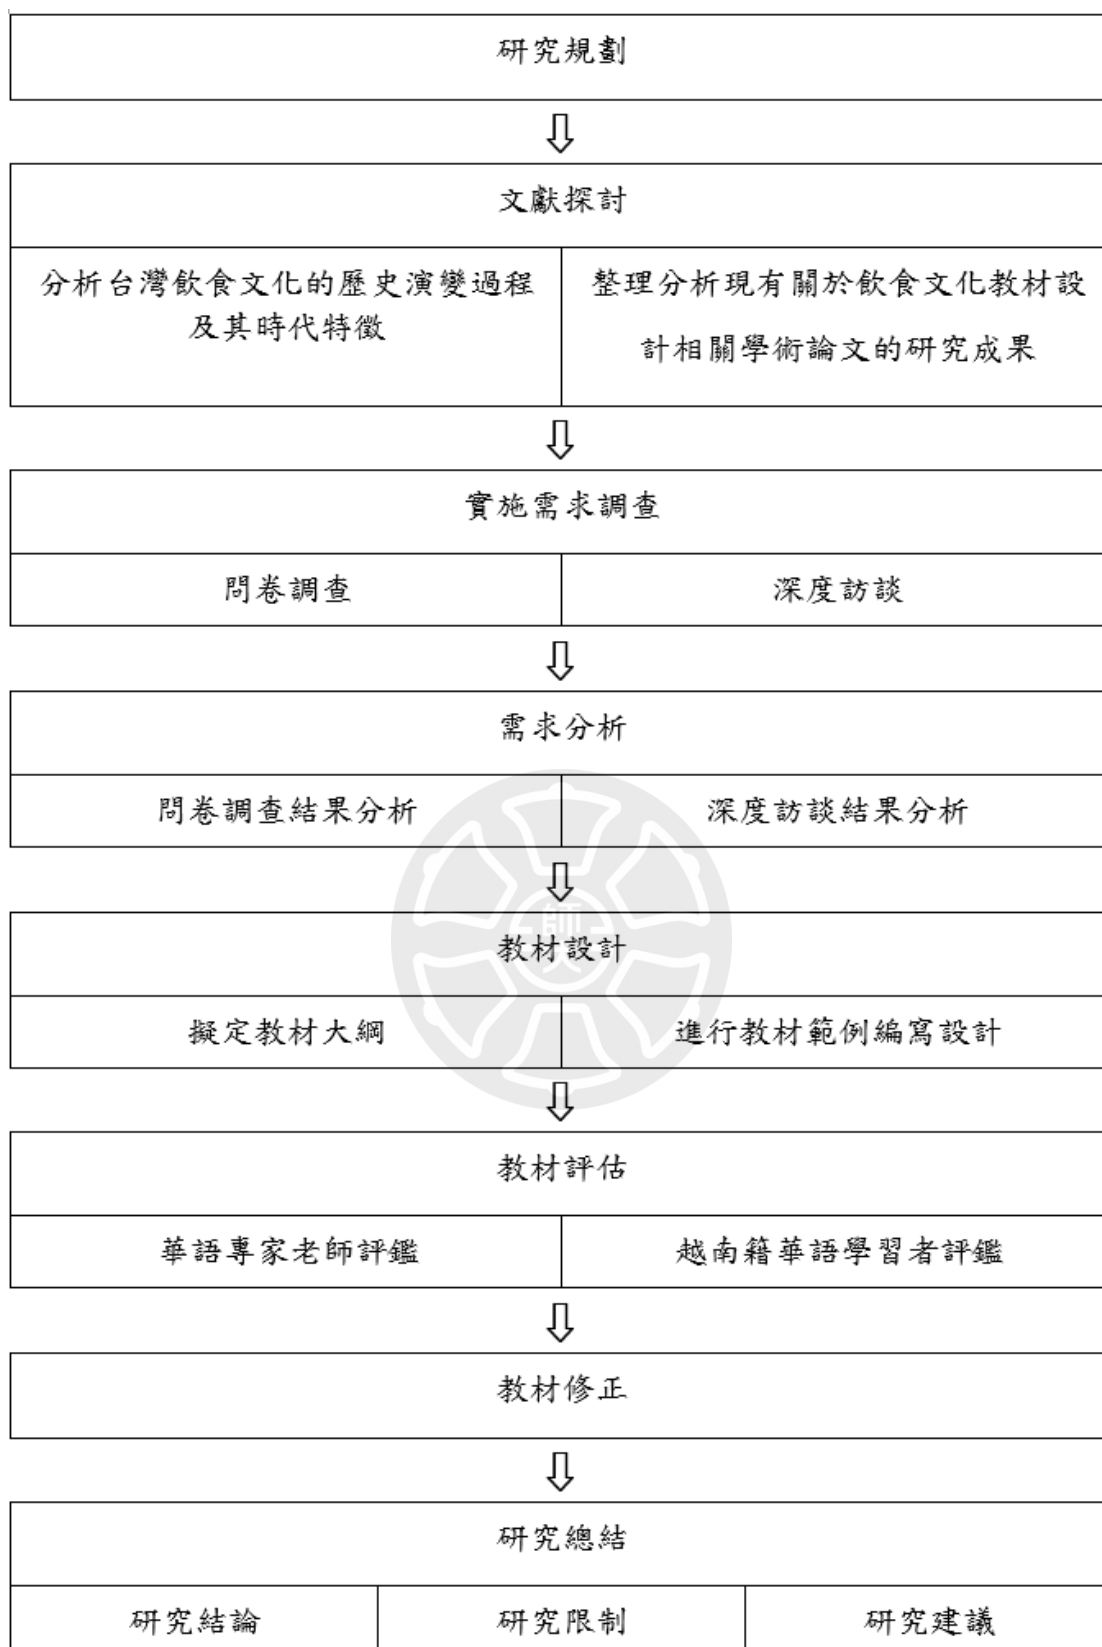 研究規劃
文獻探討
分析台灣飲食文化的歷史演變過程
及其時代特徵
整理分析現有關於飲食文化教材設
計相關學術論文的研究成果
實施需求調查
問卷調查
深度訪談
需求分析
問卷調查結果分析
深度訪談結果分析
師大
教材設計
擬定教材大綱
進行教材範例編寫設計
教材評估
華語專家老師評鑑
越南籍華語學習者評鑑
教材修正
研究總結
研究結論
研究限制
研究建議